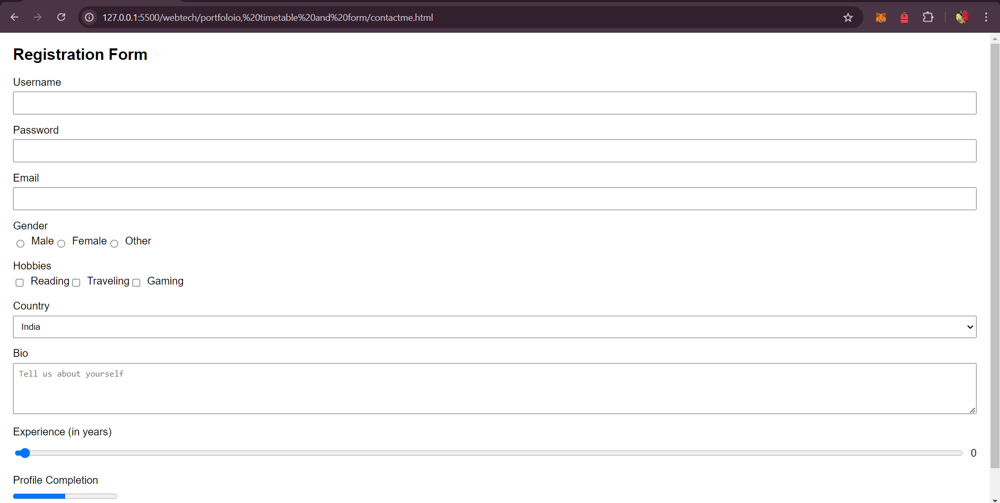 127.0.0.1:5500/webtech/portfoloio,%20timetable%20and%20form/contactme.html
Registration Form
Username
Password
Email
Gender
Male Female Other
Hobbies
Reading Traveling Gaming
Country
India
Bio
Tell us about yourself
Experience (in years)
0
Profile Completion